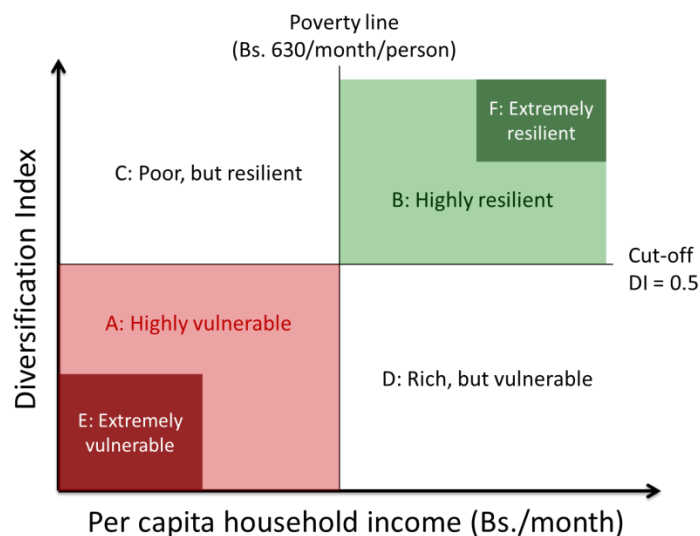 Poverty line
(Bs. 630/month/person)
F: Extremely
resilient
C: Poor, but resilient
B: Highly resilient
Cut-off
DI = 0.5
A: Highly vulnerable
D: Rich, but vulnerable
E: Extremely
vulnerable
Diversification Index
Per capita household income (Bs./month)